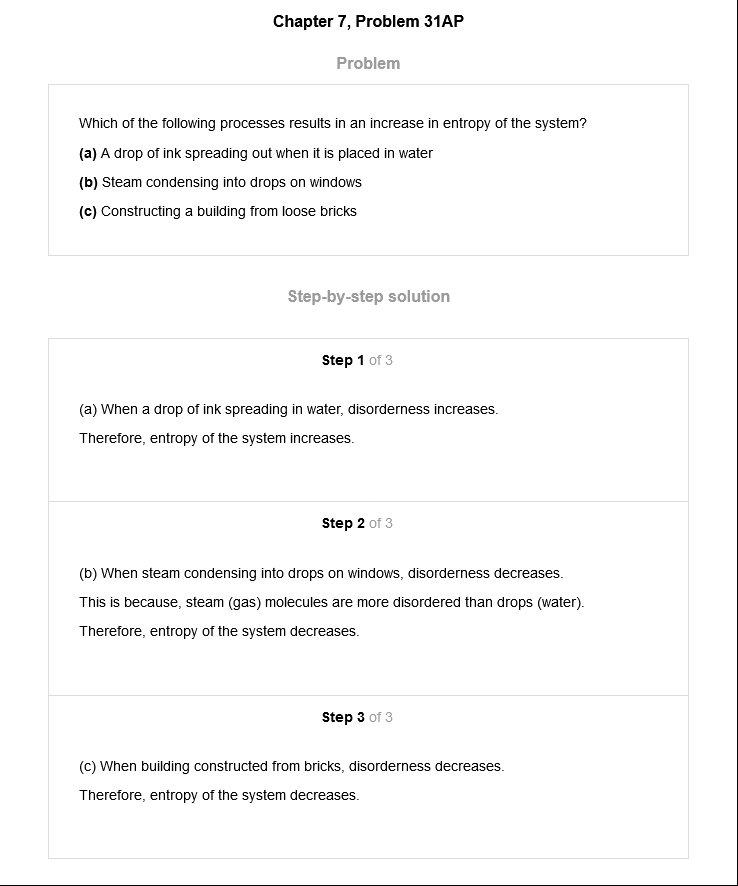 Chapter 7, Problem 31AP
Problem
Which of the following processes results in an increase in entropy of the system?
(a) A drop of ink spreading out when it is placed in water
(b) Steam condensing into drops on windows
(c) Constructing a building from loose bricks
Step-by-step solution
Step 1 of 3
(a) When a drop of ink spreading in water, disorderness increases.
Therefore, entropy of the system increases.
Step 2 of 3
(b) When steam condensing into drops on windows, disorderness decreases.
This is because, steam (gas) molecules are more disordered than drops (water).
Therefore, entropy of the system decreases.
Step 3 of 3
(c) When building constructed from bricks, disorderness decreases.
Therefore, entropy of the system decreases.